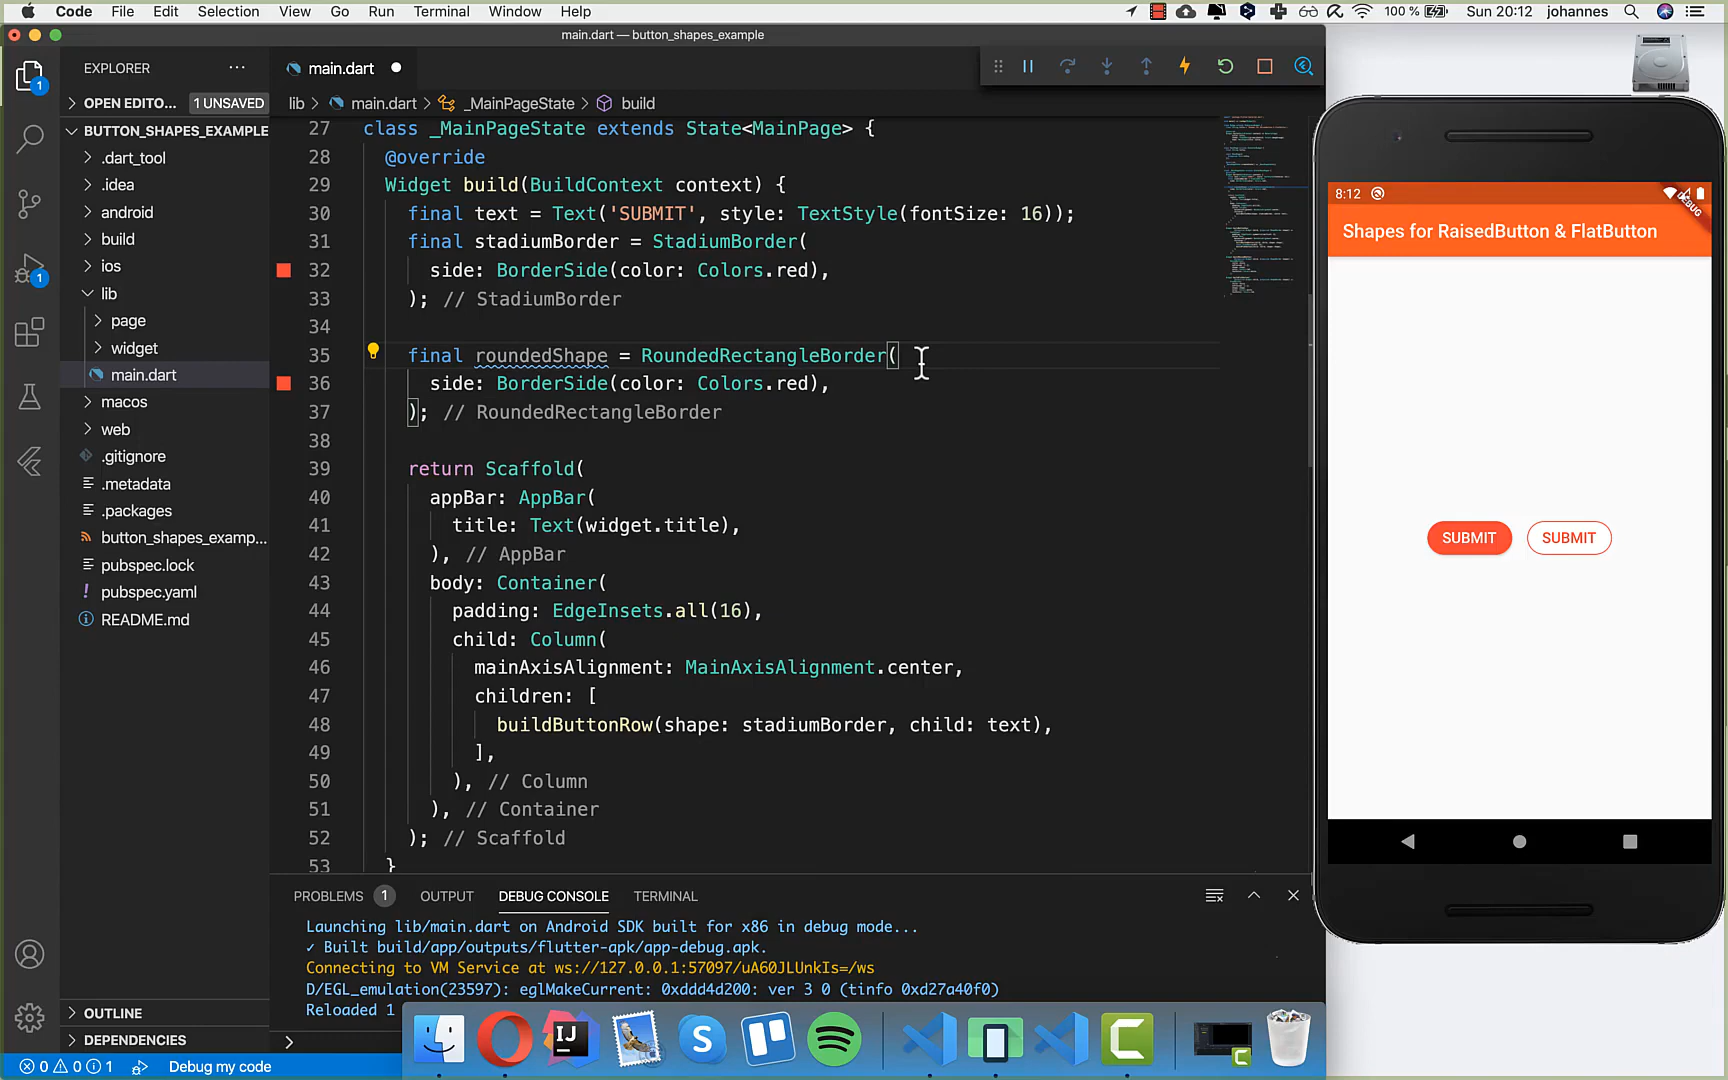 Code File Edit Selection View Go Run Terminal Window Help 100 % Sun 20:12 johannes
main.dart — button_shapes_example
EXPLORER
main.dart
OPEN EDITO... 1 UNSAVED
lib > main.dart > _MainPageState > build
BUTTON_SHAPES_EXAMPLE
.dart_tool
.idea
android
build
ios
lib
page
widget
main.dart
macos
web
.gitignore
.metadata
.packages
button_shapes_examp...
pubspec.lock
pubspec.yaml
README.md
OUTLINE
DEPENDENCIES
1
1
27 class _MainPageState extends State<MainPage> {
28 @override
29 Widget build(BuildContext context) {
30 final text = Text('SUBMIT', style: TextStyle(fontSize: 16));
31 final stadiumBorder = StadiumBorder(
32 side: BorderSide(color: Colors.red),
33 ); // StadiumBorder
34
35 final roundedShape = RoundedRectangleBorder(
36 side: BorderSide(color: Colors.red),
37 ); // RoundedRectangleBorder
38
39 return Scaffold(
40 appBar: AppBar(
41 title: Text(widget.title),
42 ), // AppBar
43 body: Container(
44 padding: EdgeInsets.all(16),
45 child: Column(
46 mainAxisAlignment: MainAxisAlignment.center,
47 children: [
48 buildButtonRow(shape: stadiumBorder, child: text),
49 ],
50 ), // Column
51 ), // Container
52 ); // Scaffold
53 }
PROBLEMS 1 OUTPUT DEBUG CONSOLE TERMINAL
Launching lib/main.dart on Android SDK built for x86 in debug mode...
✓ Built build/app/outputs/flutter-apk/app-debug.apk.
Connecting to VM Service at ws://127.0.0.1:57097/uA60JLUnkIs=/ws
D/EGL_emulation(23597): eglMakeCurrent: 0xddd4d200: ver 3 0 (tinfo 0xd27a40f0)
Reloaded 1
0 0 1 Debug my code
8:12
DEBUG
Shapes for RaisedButton & FlatButton
SUBMIT SUBMIT